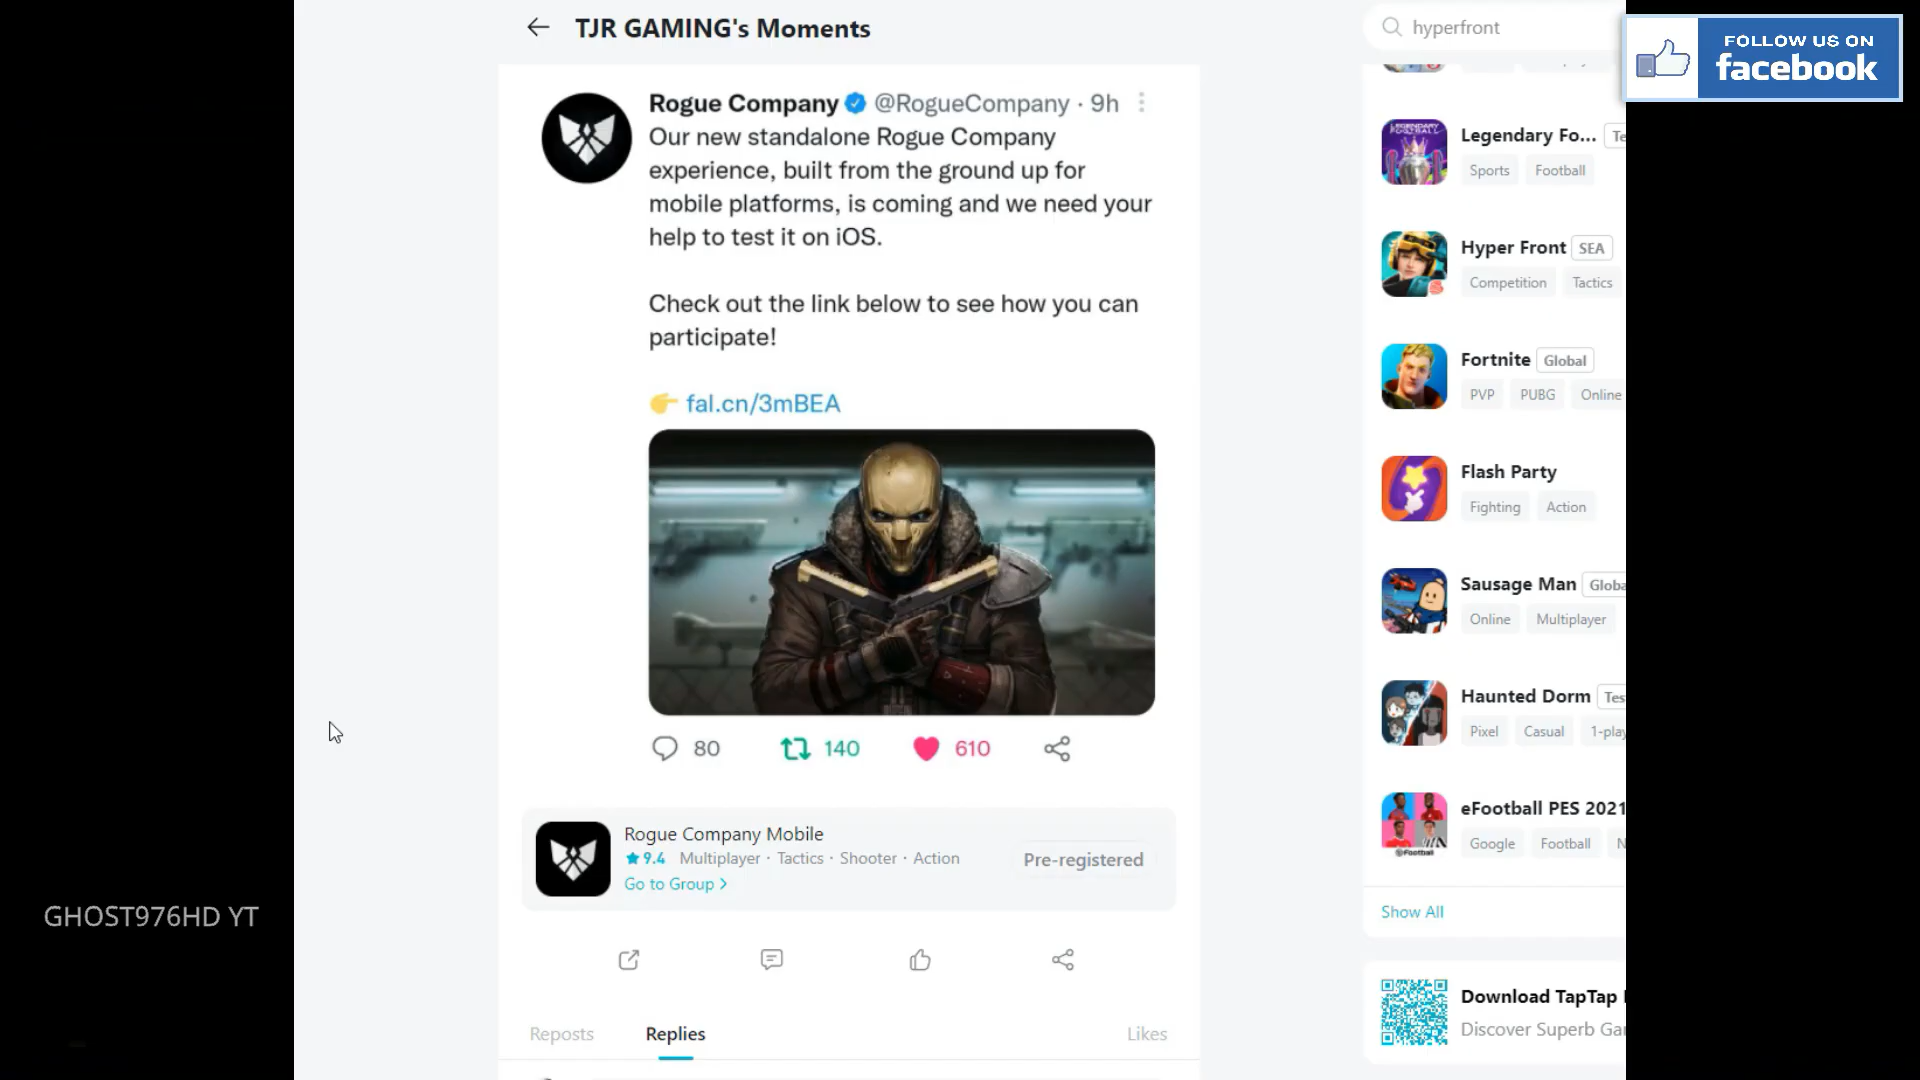 TJR GAMING's Moments
hyperfront
FOLLOW US ON
facebook
Rogue Company @RogueCompany · 9h
Our new standalone Rogue Company
experience, built from the ground up for
mobile platforms, is coming and we need your
help to test it on iOS.
Check out the link below to see how you can
participate!
👉 fal.cn/3mBEA
80 140 610
Rogue Company Mobile
9.4 Multiplayer · Tactics · Shooter · Action
Go to Group >
Pre-registered
Reposts Replies Likes
LEGENDARY
FOOTBALL
Legendary Fo... Te
Sports Football
Hyper Front SEA
Competition Tactics
Fortnite Global
PVP PUBG Online
Flash Party
Fighting Action
Sausage Man Globa
Online Multiplayer
Haunted Dorm Tes
Pixel Casual 1-play
eFootball PES 2021
Google Football N
eFootball
Show All
Download TapTap
Discover Superb Ga
GHOST976HD YT